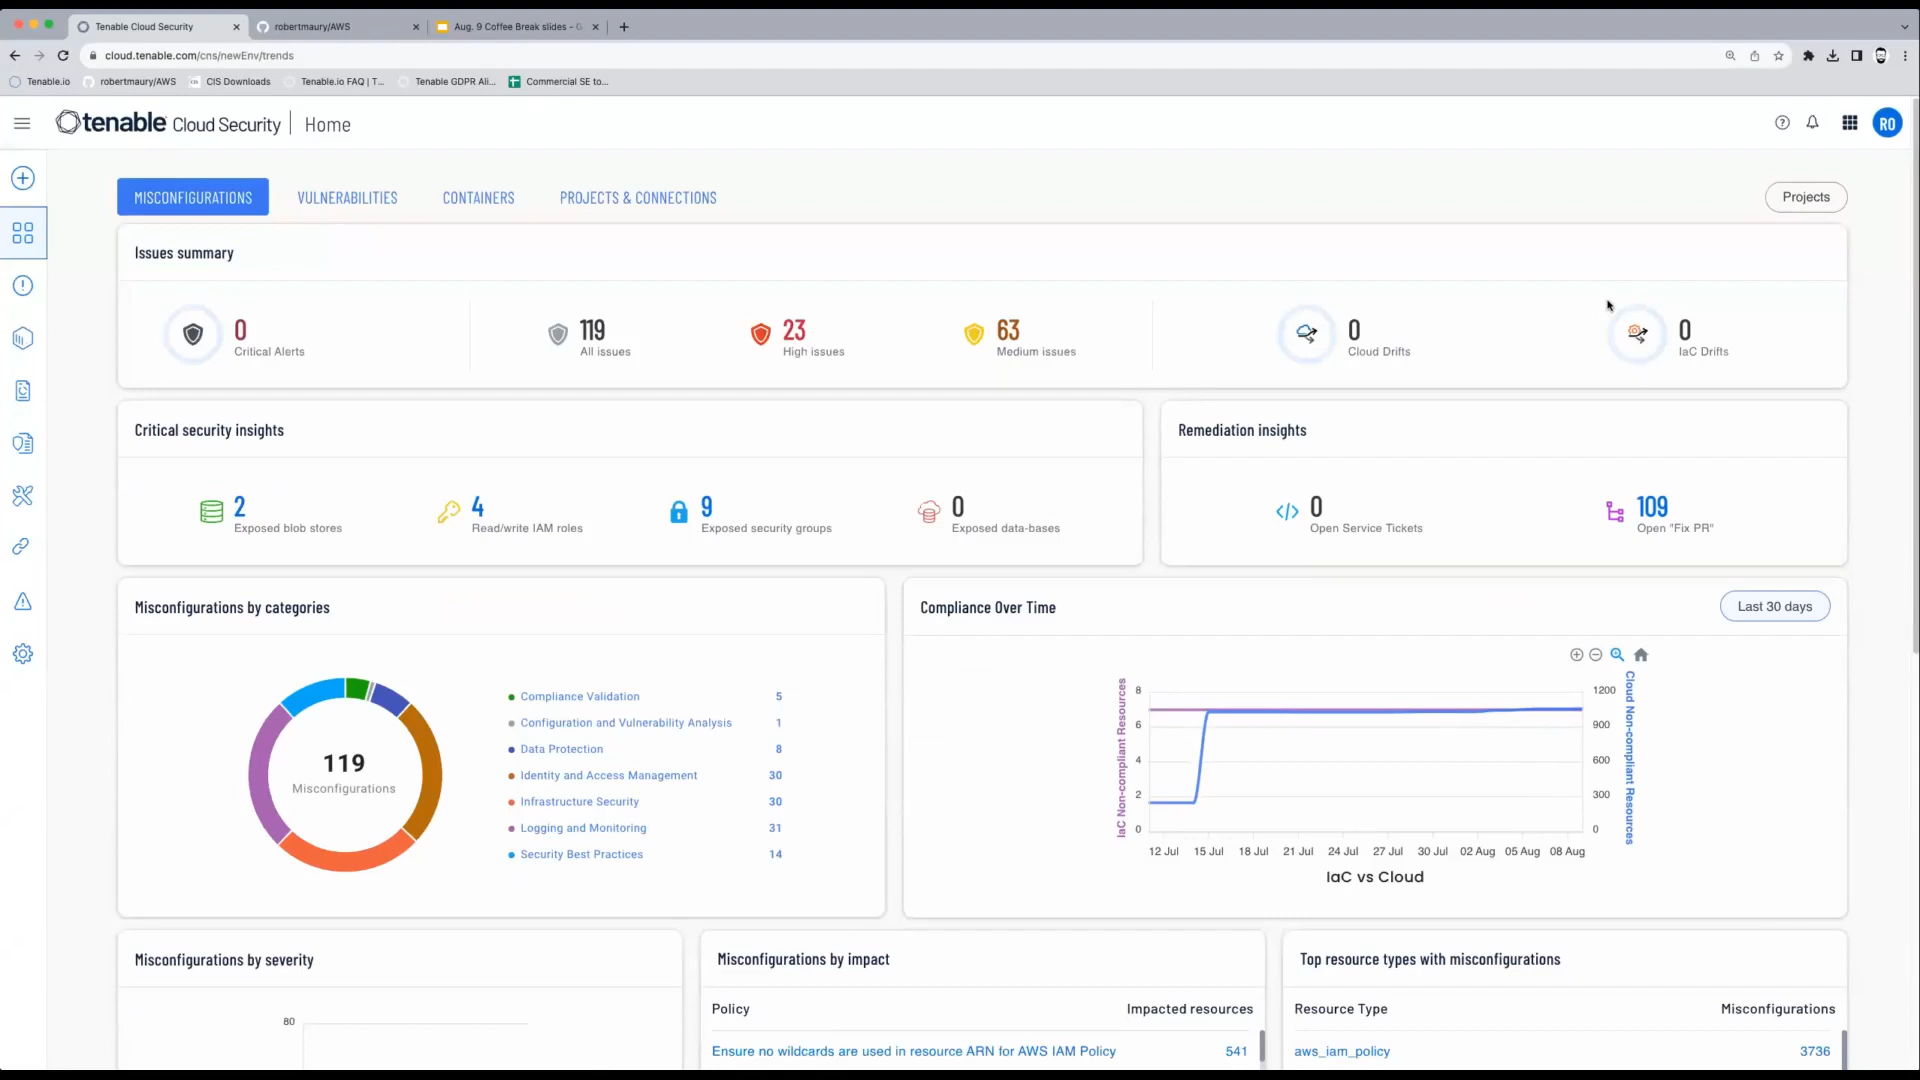 Tenable Cloud Security
robertmaury/AWS
Aug. 9 Coffee Break slides - G
cloud.tenable.com/cns/newEnv/trends
Tenable.io
robertmaury/AWS
CIS Downloads
Tenable.io FAQ | T...
Tenable GDPR Ali...
Commercial SE to...
tenable Cloud Security | Home
RO
MISCONFIGURATIONS
VULNERABILITIES
CONTAINERS
PROJECTS & CONNECTIONS
Projects
Issues summary
0
Critical Alerts
119
All issues
23
High issues
63
Medium issues
0
Cloud Drifts
0
IaC Drifts
Critical security insights
2
Exposed blob stores
4
Read/write IAM roles
9
Exposed security groups
0
Exposed data-bases
Remediation insights
0
Open Service Tickets
109
Open "Fix PR"
Misconfigurations by categories
119
Misconfigurations
Compliance Validation 5
Configuration and Vulnerability Analysis 1
Data Protection 8
Identity and Access Management 30
Infrastructure Security 30
Logging and Monitoring 31
Security Best Practices 14
Compliance Over Time
Last 30 days
IaC Non-compliant Resources
8
6
4
2
0
1200
900
600
300
0
Cloud Non-compliant Resources
12 Jul 15 Jul 18 Jul 21 Jul 24 Jul 27 Jul 30 Jul 02 Aug 05 Aug 08 Aug
IaC vs Cloud
Misconfigurations by severity
80
Misconfigurations by impact
Policy Impacted resources
Ensure no wildcards are used in resource ARN for AWS IAM Policy 541
Top resource types with misconfigurations
Resource Type Misconfigurations
aws_iam_policy 3736